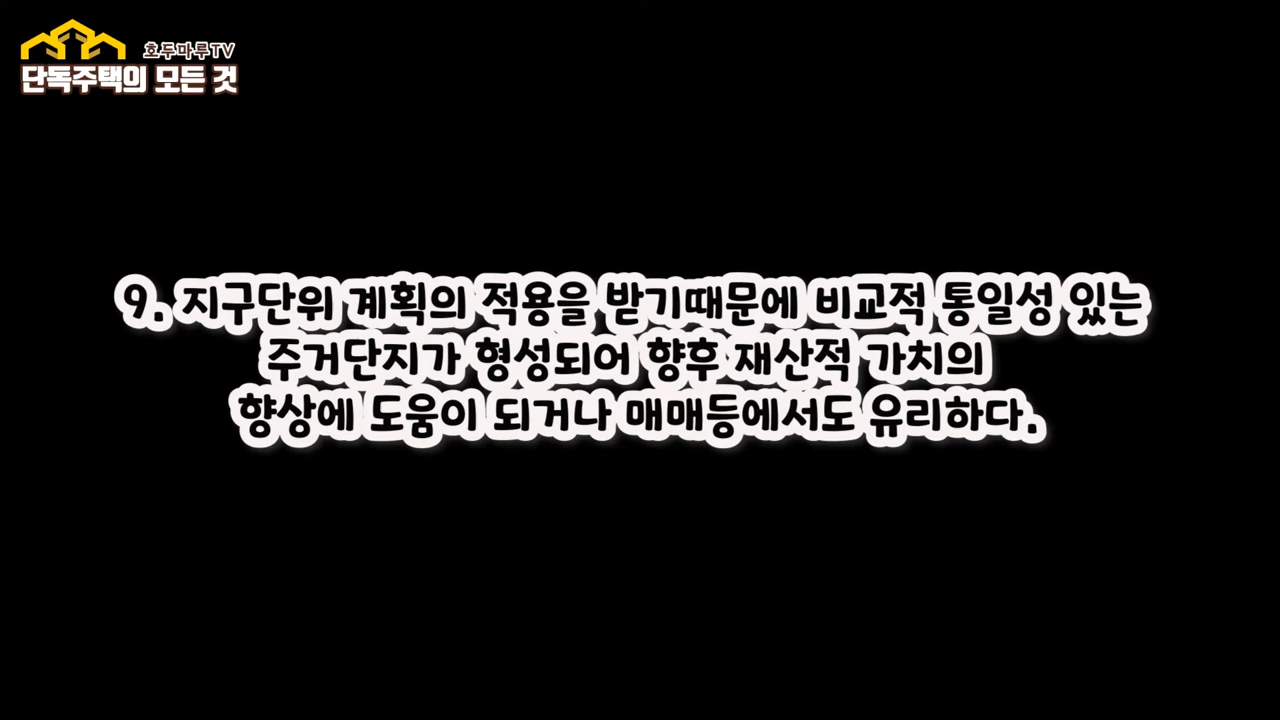 호두마루TV
단독주택의 모든 것
9. 지구단위 계획의 적용을 받기때문에 비교적 통일성 있는
주거단지가 형성되어 향후 재산적 가치의
향상에 도움이 되거나 매매등에서도 유리하다.